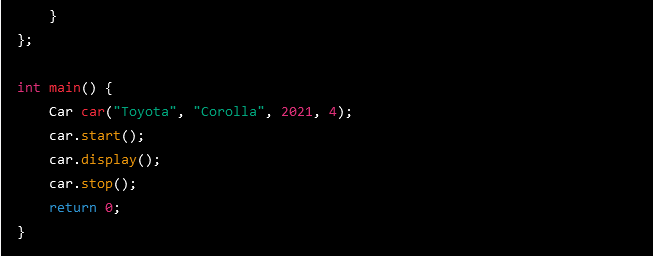 }
};

int main() {
    Car car("Toyota", "Corolla", 2021, 4);
    car.start();
    car.display();
    car.stop();
    return 0;
}